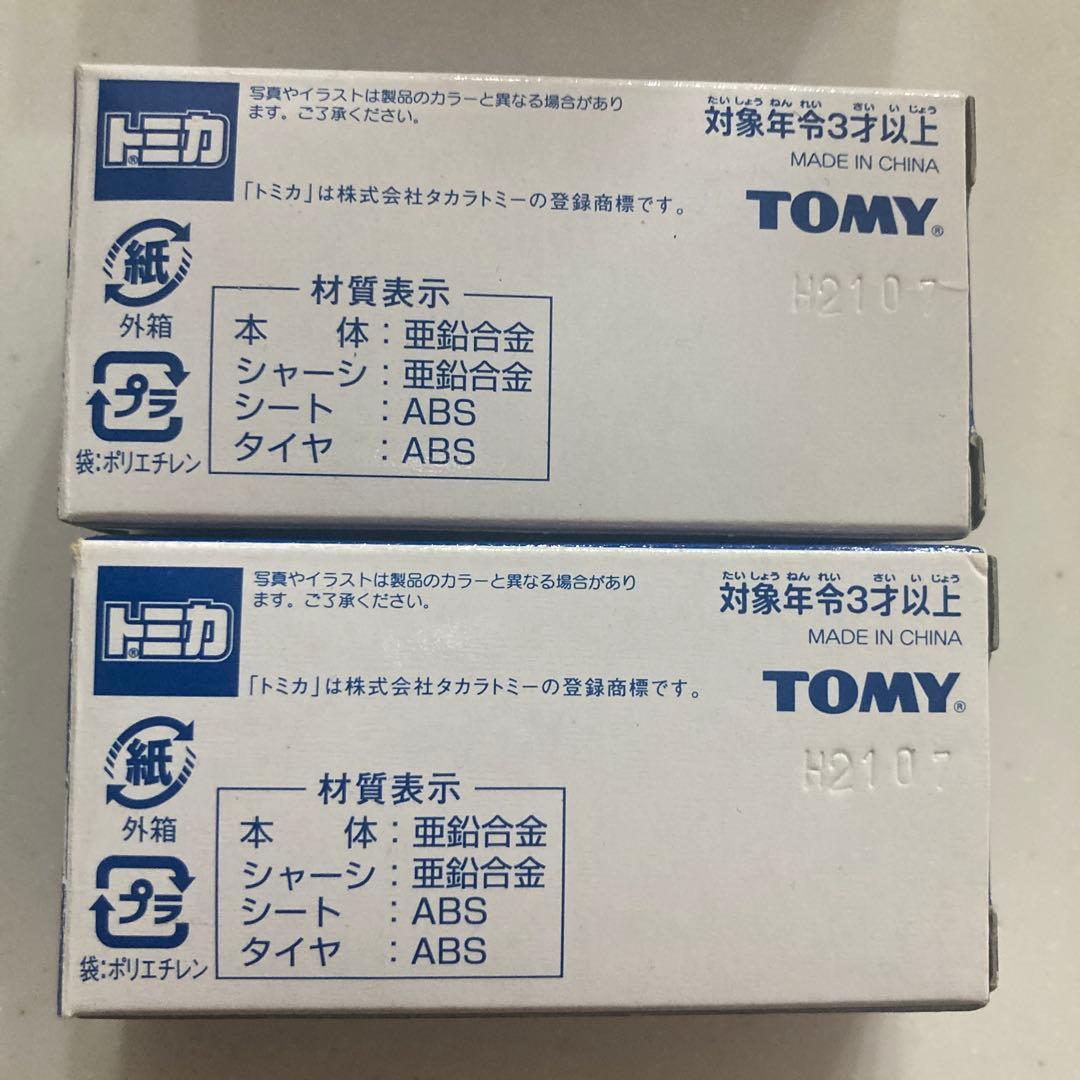 トミカ®
写真やイラストは製品のカラーと異なる場合があり
ます。ご了承ください。
たいしょうねんれい さいいじょう
対象年令3才以上
MADE IN CHINA
「トミカ」は株式会社タカラトミーの登録商標です。
TOMY®
H2107
紙
外箱
プラ
袋:ポリエチレン
材質表示
本 体:亜鉛合金
シャーシ:亜鉛合金
シート :ABS
タイヤ :ABS
トミカ®
写真やイラストは製品のカラーと異なる場合があり
ます。ご了承ください。
たいしょうねんれい さいいじょう
対象年令3才以上
MADE IN CHINA
「トミカ」は株式会社タカラトミーの登録商標です。
TOMY®
H2107
紙
外箱
プラ
袋:ポリエチレン
材質表示
本 体:亜鉛合金
シャーシ:亜鉛合金
シート :ABS
タイヤ :ABS